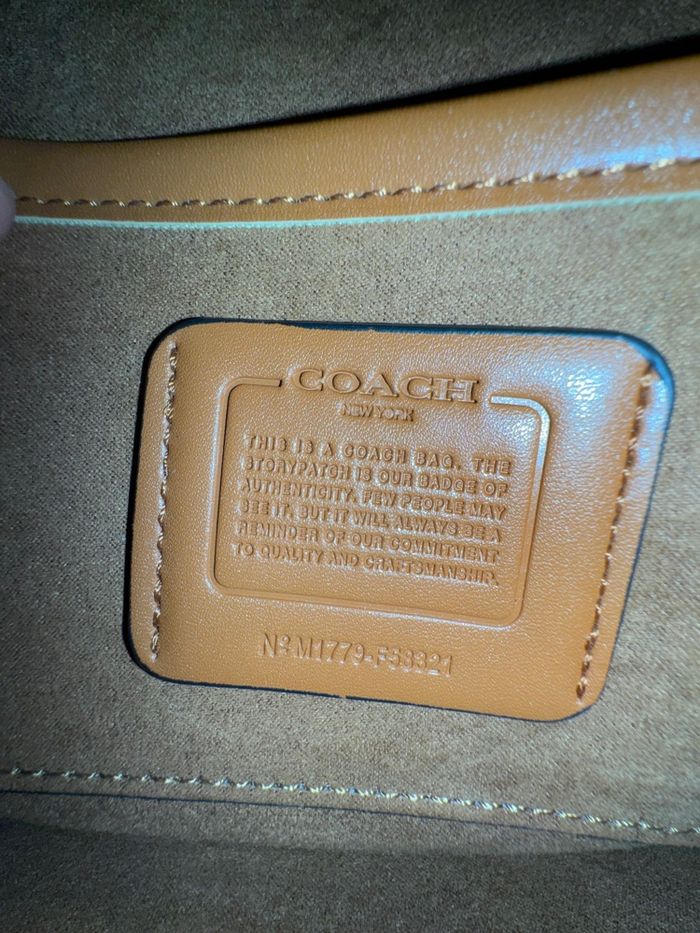 COACH
NEW YORK
THIS IS A COACH BAG. THE
STORYPATCH IS OUR BADGE OF
AUTHENTICITY. FEW PEOPLE MAY
SEE IT. BUT IT WILL ALWAYS BE A
REMINDER OF OUR COMMITMENT
TO QUALITY AND CRAFTSMANSHIP.
Nº M1779-F58321